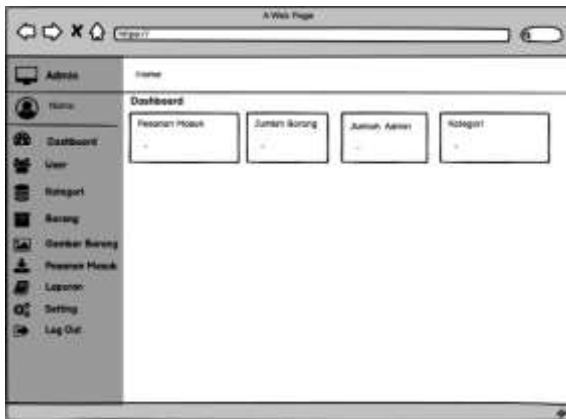 A Web Page
https://
Admin
Home
Nama
Dashboard
Pesanan Masuk
Jumlah Barang
Jumlah Admin
Kategori
Dashboard
User
Kategori
Barang
Gambar Barang
Pesanan Masuk
Laporan
Setting
Log Out